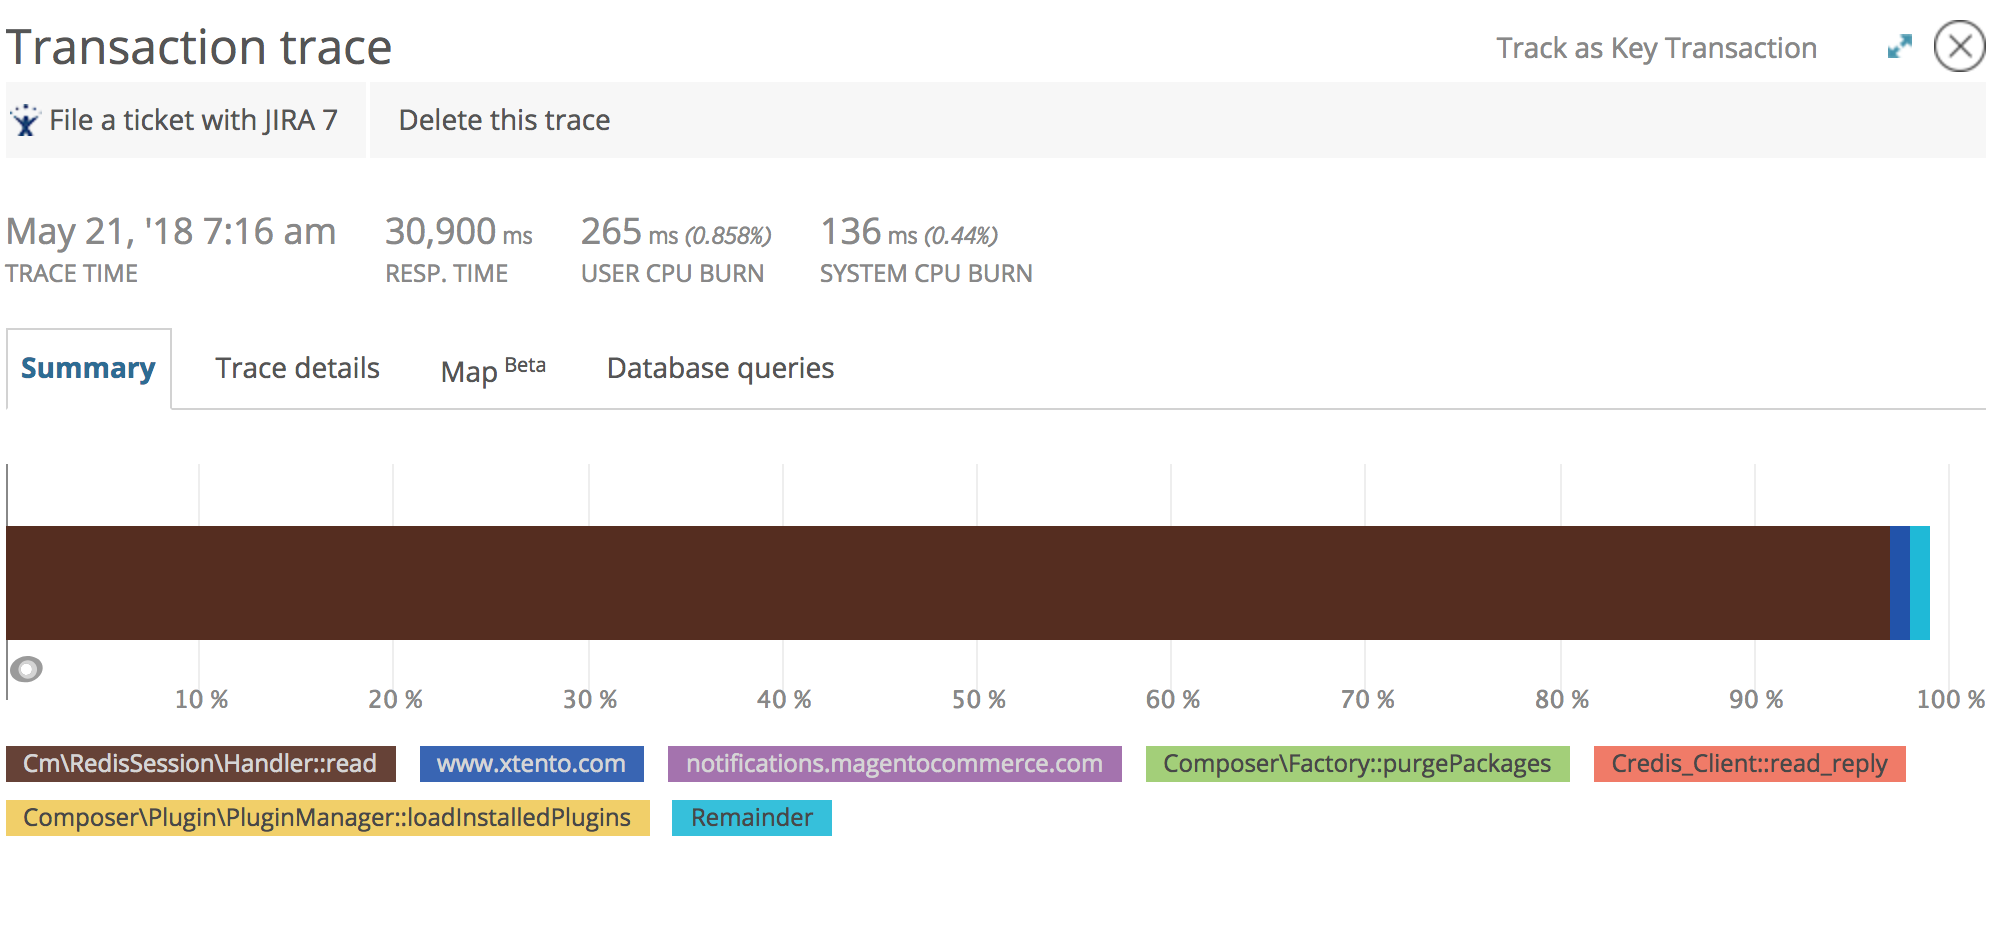 Transaction trace
Track as Key Transaction
File a ticket with JIRA 7
Delete this trace
May 21, '18 7:16 am
30,900 ms
265 ms (0.858%)
136 ms (0.44%)
TRACE TIME
RESP. TIME
USER CPU BURN
SYSTEM CPU BURN
Summary
Trace details
Map Beta
Database queries
10 %
20 %
30 %
40 %
50 %
60 %
70 %
80 %
90 %
100 %
Cm\RedisSession\Handler::read
www.xtento.com
notifications.magentocommerce.com
Composer\Factory::purgePackages
Credis_Client::read_reply
Composer\Plugin\PluginManager::loadInstalledPlugins
Remainder